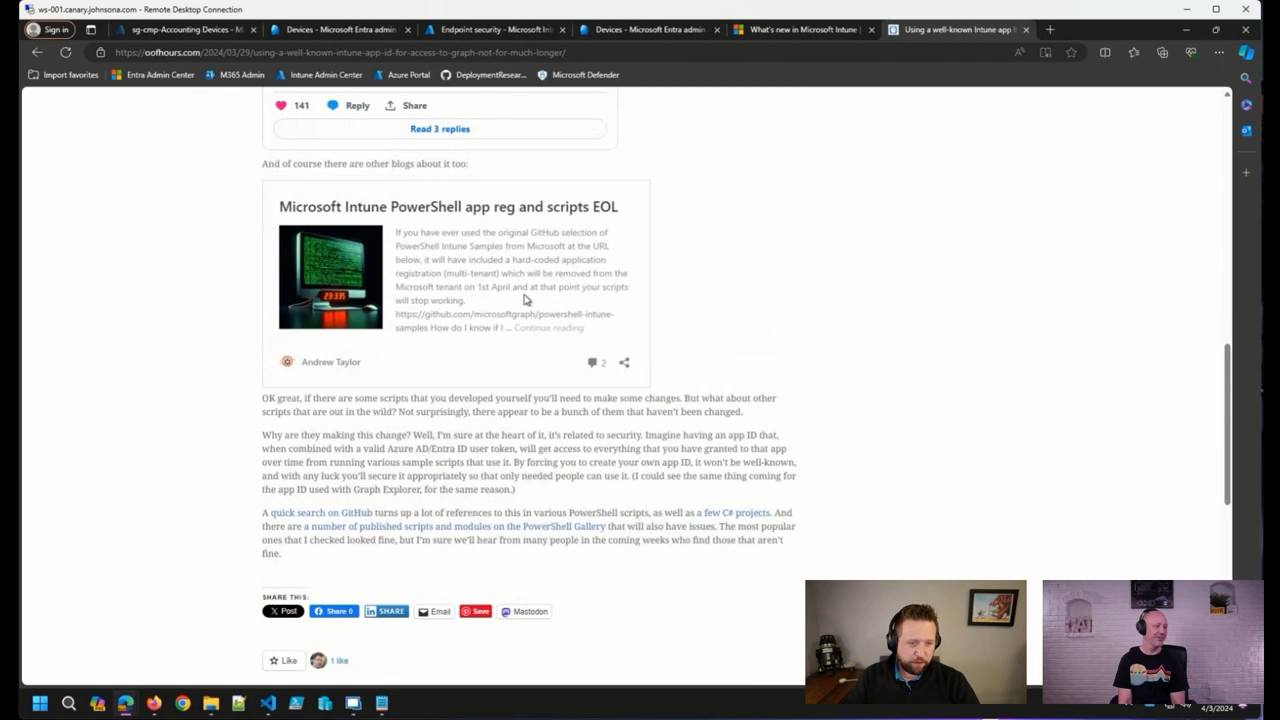 ws-001.canary.johnsona.com - Remote Desktop Connection
Sign in
sg-cmp-Accounting Devices - M
Devices - Microsoft Entra admin
Endpoint security - Microsoft Int
Devices - Microsoft Entra admin
What's new in Microsoft Intune
Using a well-known Intune app I
https://oofhours.com/2024/03/29/using-a-well-known-intune-app-id-for-access-to-graph-not-for-much-longer/
Import favorites
Entra Admin Center
M365 Admin
Intune Admin Center
Azure Portal
DeploymentResear...
Microsoft Defender
141 Reply Share
Read 3 replies
And of course there are other blogs about it too:
Microsoft Intune PowerShell app reg and scripts EOL
If you have ever used the original GitHub selection of
PowerShell Intune Samples from Microsoft at the URL
below, it will have included a hard-coded application
registration (multi-tenant) which will be removed from the
Microsoft tenant on 1st April and at that point your scripts
will stop working.
https://github.com/microsoftgraph/powershell-intune-
samples How do I know if I ... Continue reading
Andrew Taylor
2
OK great, if there are some scripts that you developed yourself you'll need to make some changes. But what about other
scripts that are out in the wild? Not surprisingly, there appear to be a bunch of them that haven't been changed.
Why are they making this change? Well, I'm sure at the heart of it, it's related to security. Imagine having an app ID that,
when combined with a valid Azure AD/Entra ID user token, will get access to everything that you have granted to that app
over time from running various sample scripts that use it. By forcing you to create your own app ID, it won't be well-known,
and with any luck you'll secure it appropriately so that only needed people can use it. (I could see the same thing coming for
the app ID used with Graph Explorer, for the same reason.)
A quick search on GitHub turns up a lot of references to this in various PowerShell scripts, as well as a few C# projects. And
there are a number of published scripts and modules on the PowerShell Gallery that will also have issues. The most popular
ones that I checked looked fine, but I'm sure we'll hear from many people in the coming weeks who find those that aren't
fine.
SHARE THIS:
Post
Share 0
SHARE
Email
Save
Mastodon
Like
1 like
4/3/2024